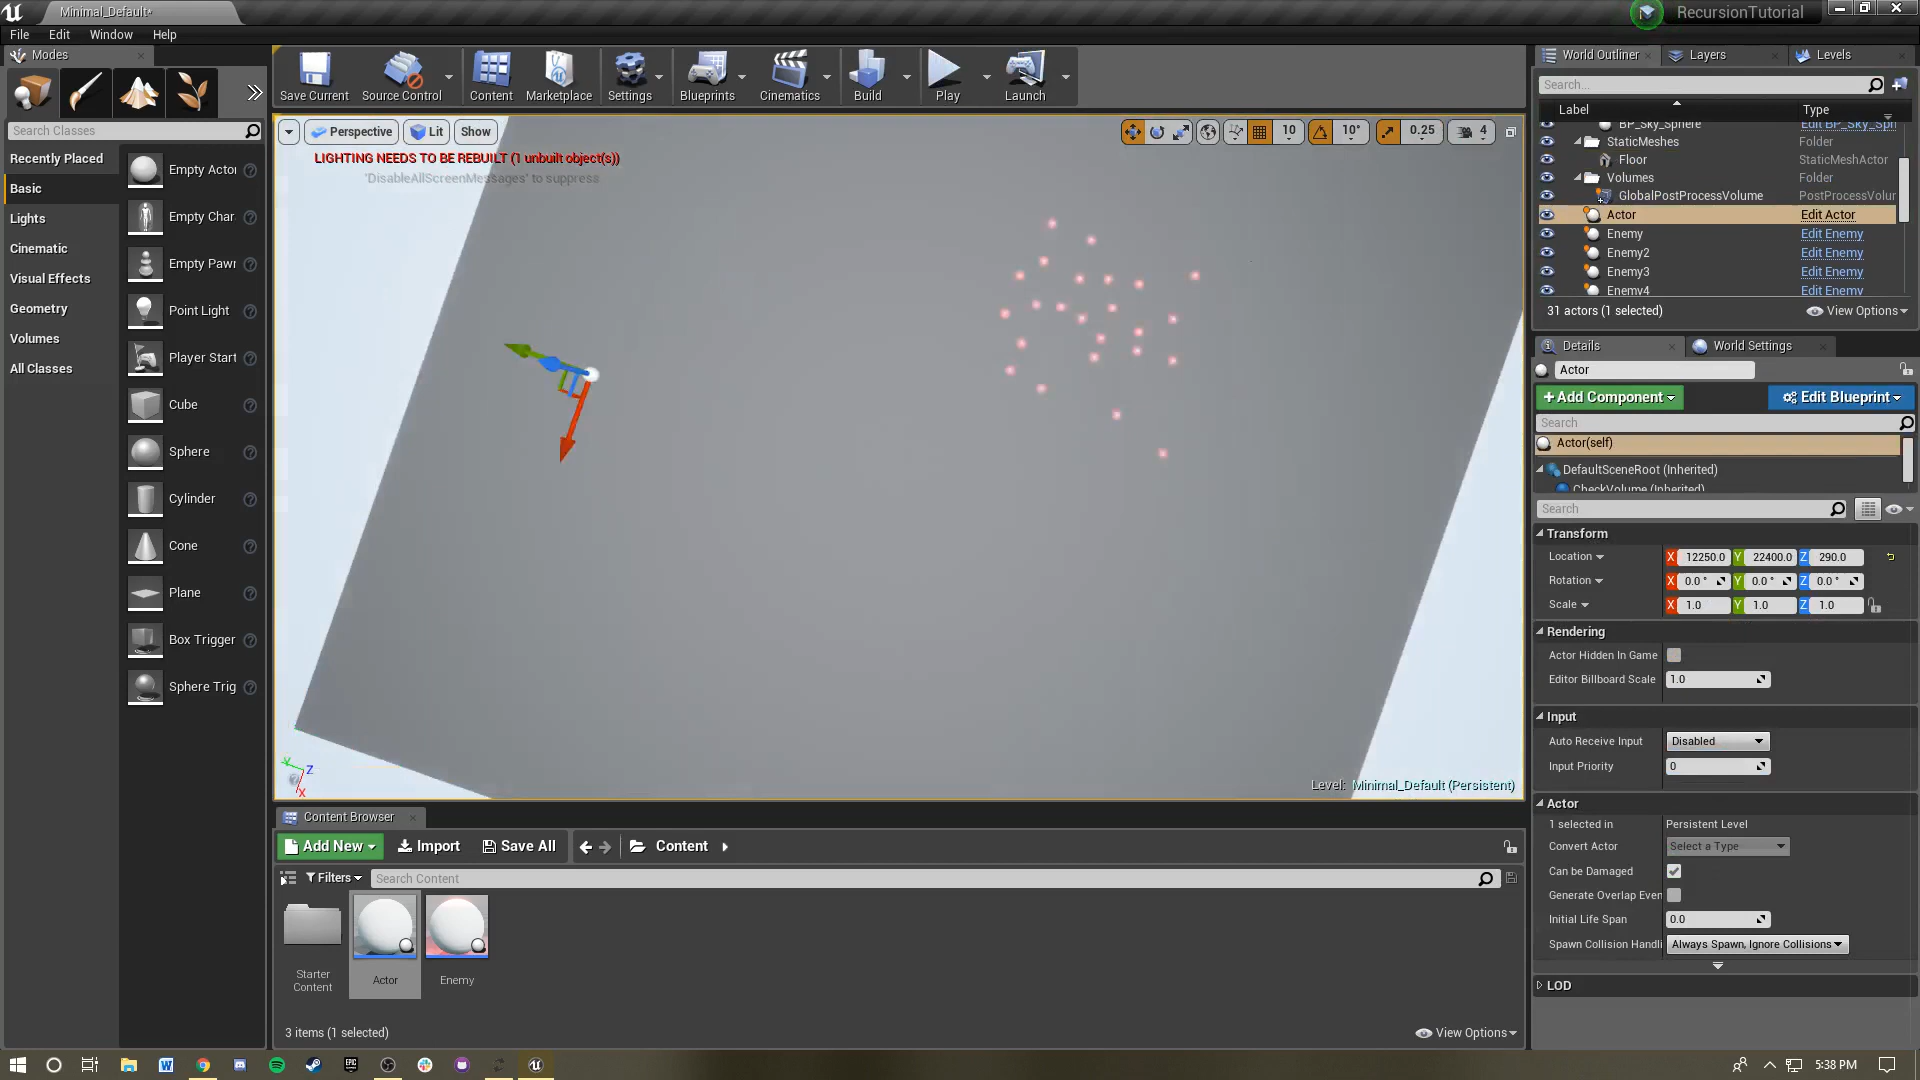 Minimal_Default*
RecursionTutorial
File Edit Window Help
Modes
Search Classes
Recently Placed
Basic
Lights
Cinematic
Visual Effects
Geometry
Volumes
All Classes
Empty Actor
Empty Char
Empty Pawn
Point Light
Player Start
Cube
Sphere
Cylinder
Cone
Plane
Box Trigger
Sphere Trig
Save Current
Source Control
Content
Marketplace
Settings
Blueprints
Cinematics
Build
Play
Launch
Perspective
Lit
Show
10
10°
0.25
4
LIGHTING NEEDS TO BE REBUILT (1 unbuilt object(s))
'DisableAllScreenMessages' to suppress
Y
Z
X
Level: Minimal_Default (Persistent)
Content Browser
Add New
Import
Save All
Content
Filters
Search Content
Starter Content
Actor
Enemy
3 items (1 selected)
View Options
World Outliner
Layers
Levels
Search...
Label Type
BP_Sky_Sphere Edit BP_Sky_Sph
StaticMeshes Folder
Floor StaticMeshActor
Volumes Folder
GlobalPostProcessVolume PostProcessVolur
Actor Edit Actor
Enemy Edit Enemy
Enemy2 Edit Enemy
Enemy3 Edit Enemy
Enemy4 Edit Enemy
31 actors (1 selected)
View Options
Details
World Settings
Actor
+Add Component
Edit Blueprint
Search
Actor(self)
DefaultSceneRoot (Inherited)
CheckVolume (Inherited)
Search
Transform
Location X 12250.0 Y 22400.0 Z 290.0
Rotation X 0.0° Y 0.0° Z 0.0°
Scale X 1.0 Y 1.0 Z 1.0
Rendering
Actor Hidden In Game
Editor Billboard Scale 1.0
Input
Auto Receive Input Disabled
Input Priority 0
Actor
1 selected in Persistent Level
Convert Actor Select a Type
Can be Damaged
Generate Overlap Even
Initial Life Span 0.0
Spawn Collision Handli Always Spawn, Ignore Collisions
LOD
5:38 PM